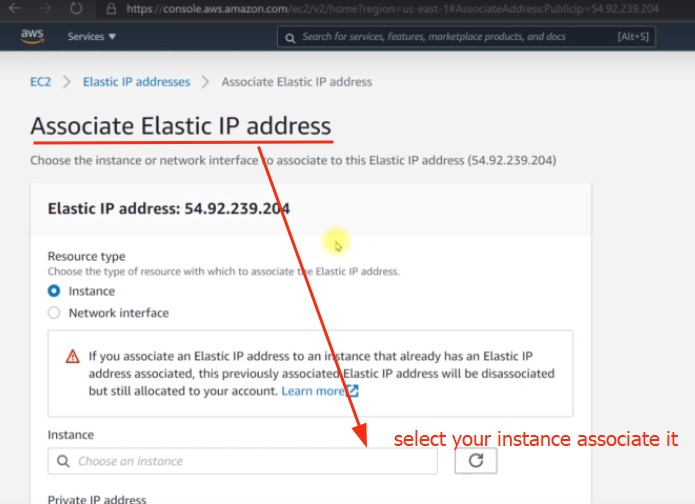 https://console.aws.amazon.com/ec2/v2/home?region=us-east-1#AssociateAddress:PublicIp=54.92.239.204
aws Services ▼ Search for services, features, marketplace products, and docs [Alt+S]
EC2 > Elastic IP addresses > Associate Elastic IP address
Associate Elastic IP address
Choose the instance or network interface to associate to this Elastic IP address (54.92.239.204)
Elastic IP address: 54.92.239.204
Resource type
Choose the type of resource with which to associate the Elastic IP address.
Instance
Network interface
If you associate an Elastic IP address to an instance that already has an Elastic IP
address associated, this previously associated Elastic IP address will be disassociated
but still allocated to your account. Learn more
Instance
select your instance associate it
Choose an instance
Private IP address